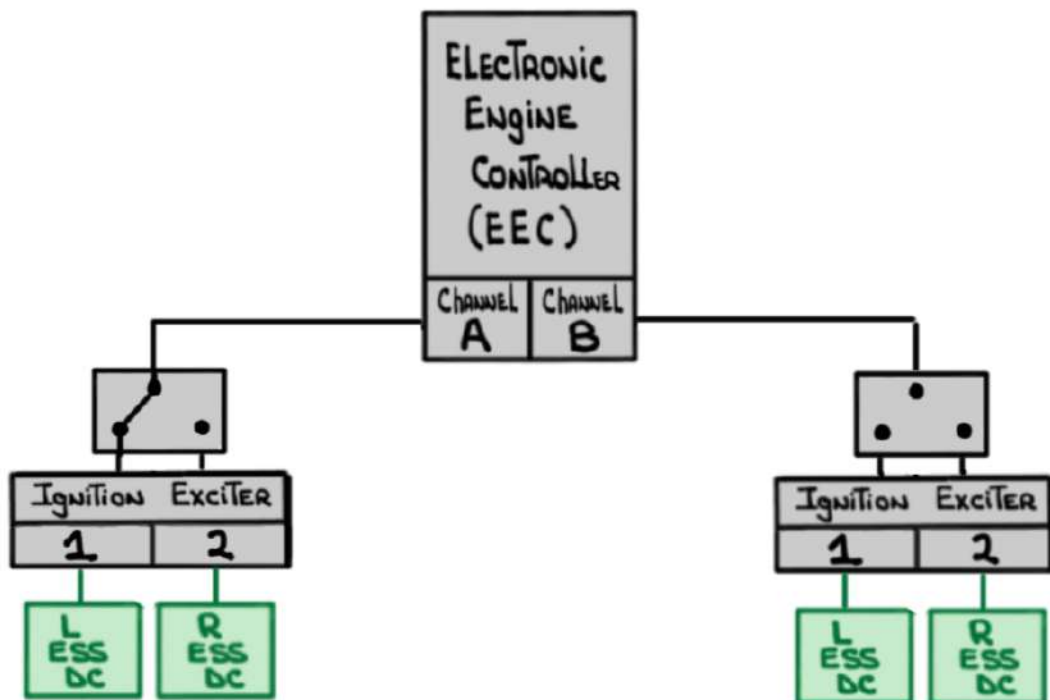 ELECTRONIC
ENGINE
CONTROLLER
(EEC)
CHANNEL CHANNEL
A B
IGNITION EXCITER
1 2
L R
ESS ESS
DC DC
IGNITION EXCITER
1 2
L R
ESS ESS
DC DC